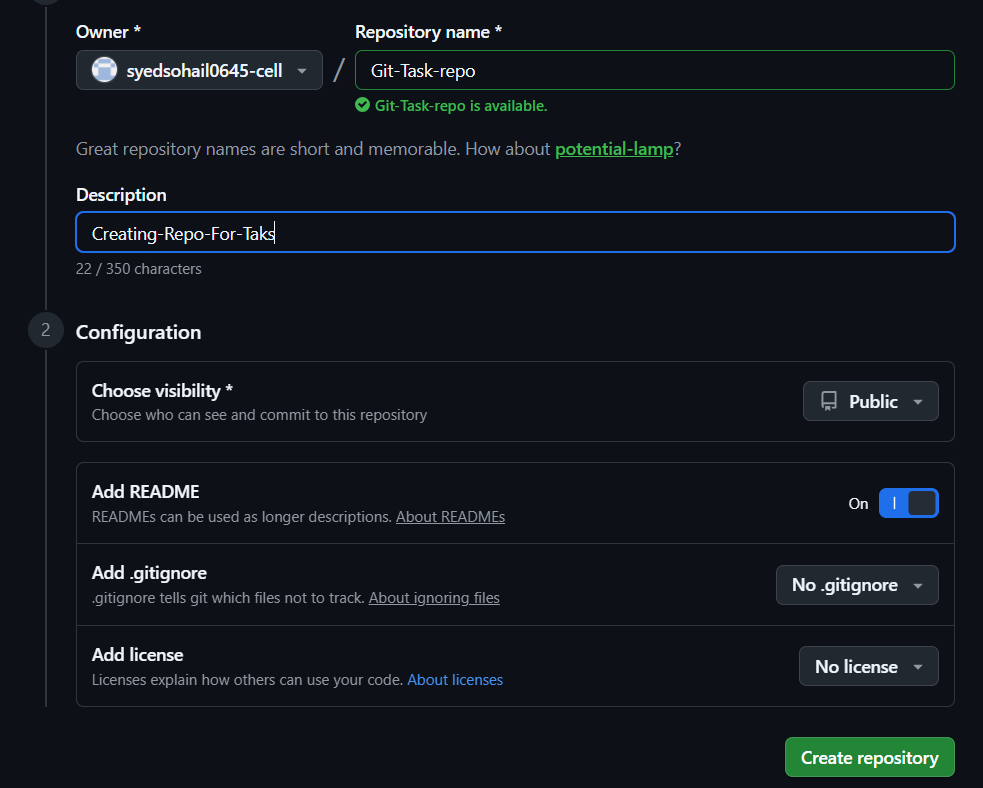 Owner * Repository name *
syedsohail0645-cell / Git-Task-repo
Git-Task-repo is available.
Great repository names are short and memorable. How about potential-lamp?
Description
Creating-Repo-For-Taks
22 / 350 characters
2 Configuration
Choose visibility *
Choose who can see and commit to this repository
Public
Add README
READMEs can be used as longer descriptions. About READMEs
On
Add .gitignore
.gitignore tells git which files not to track. About ignoring files
No .gitignore
Add license
Licenses explain how others can use your code. About licenses
No license
Create repository